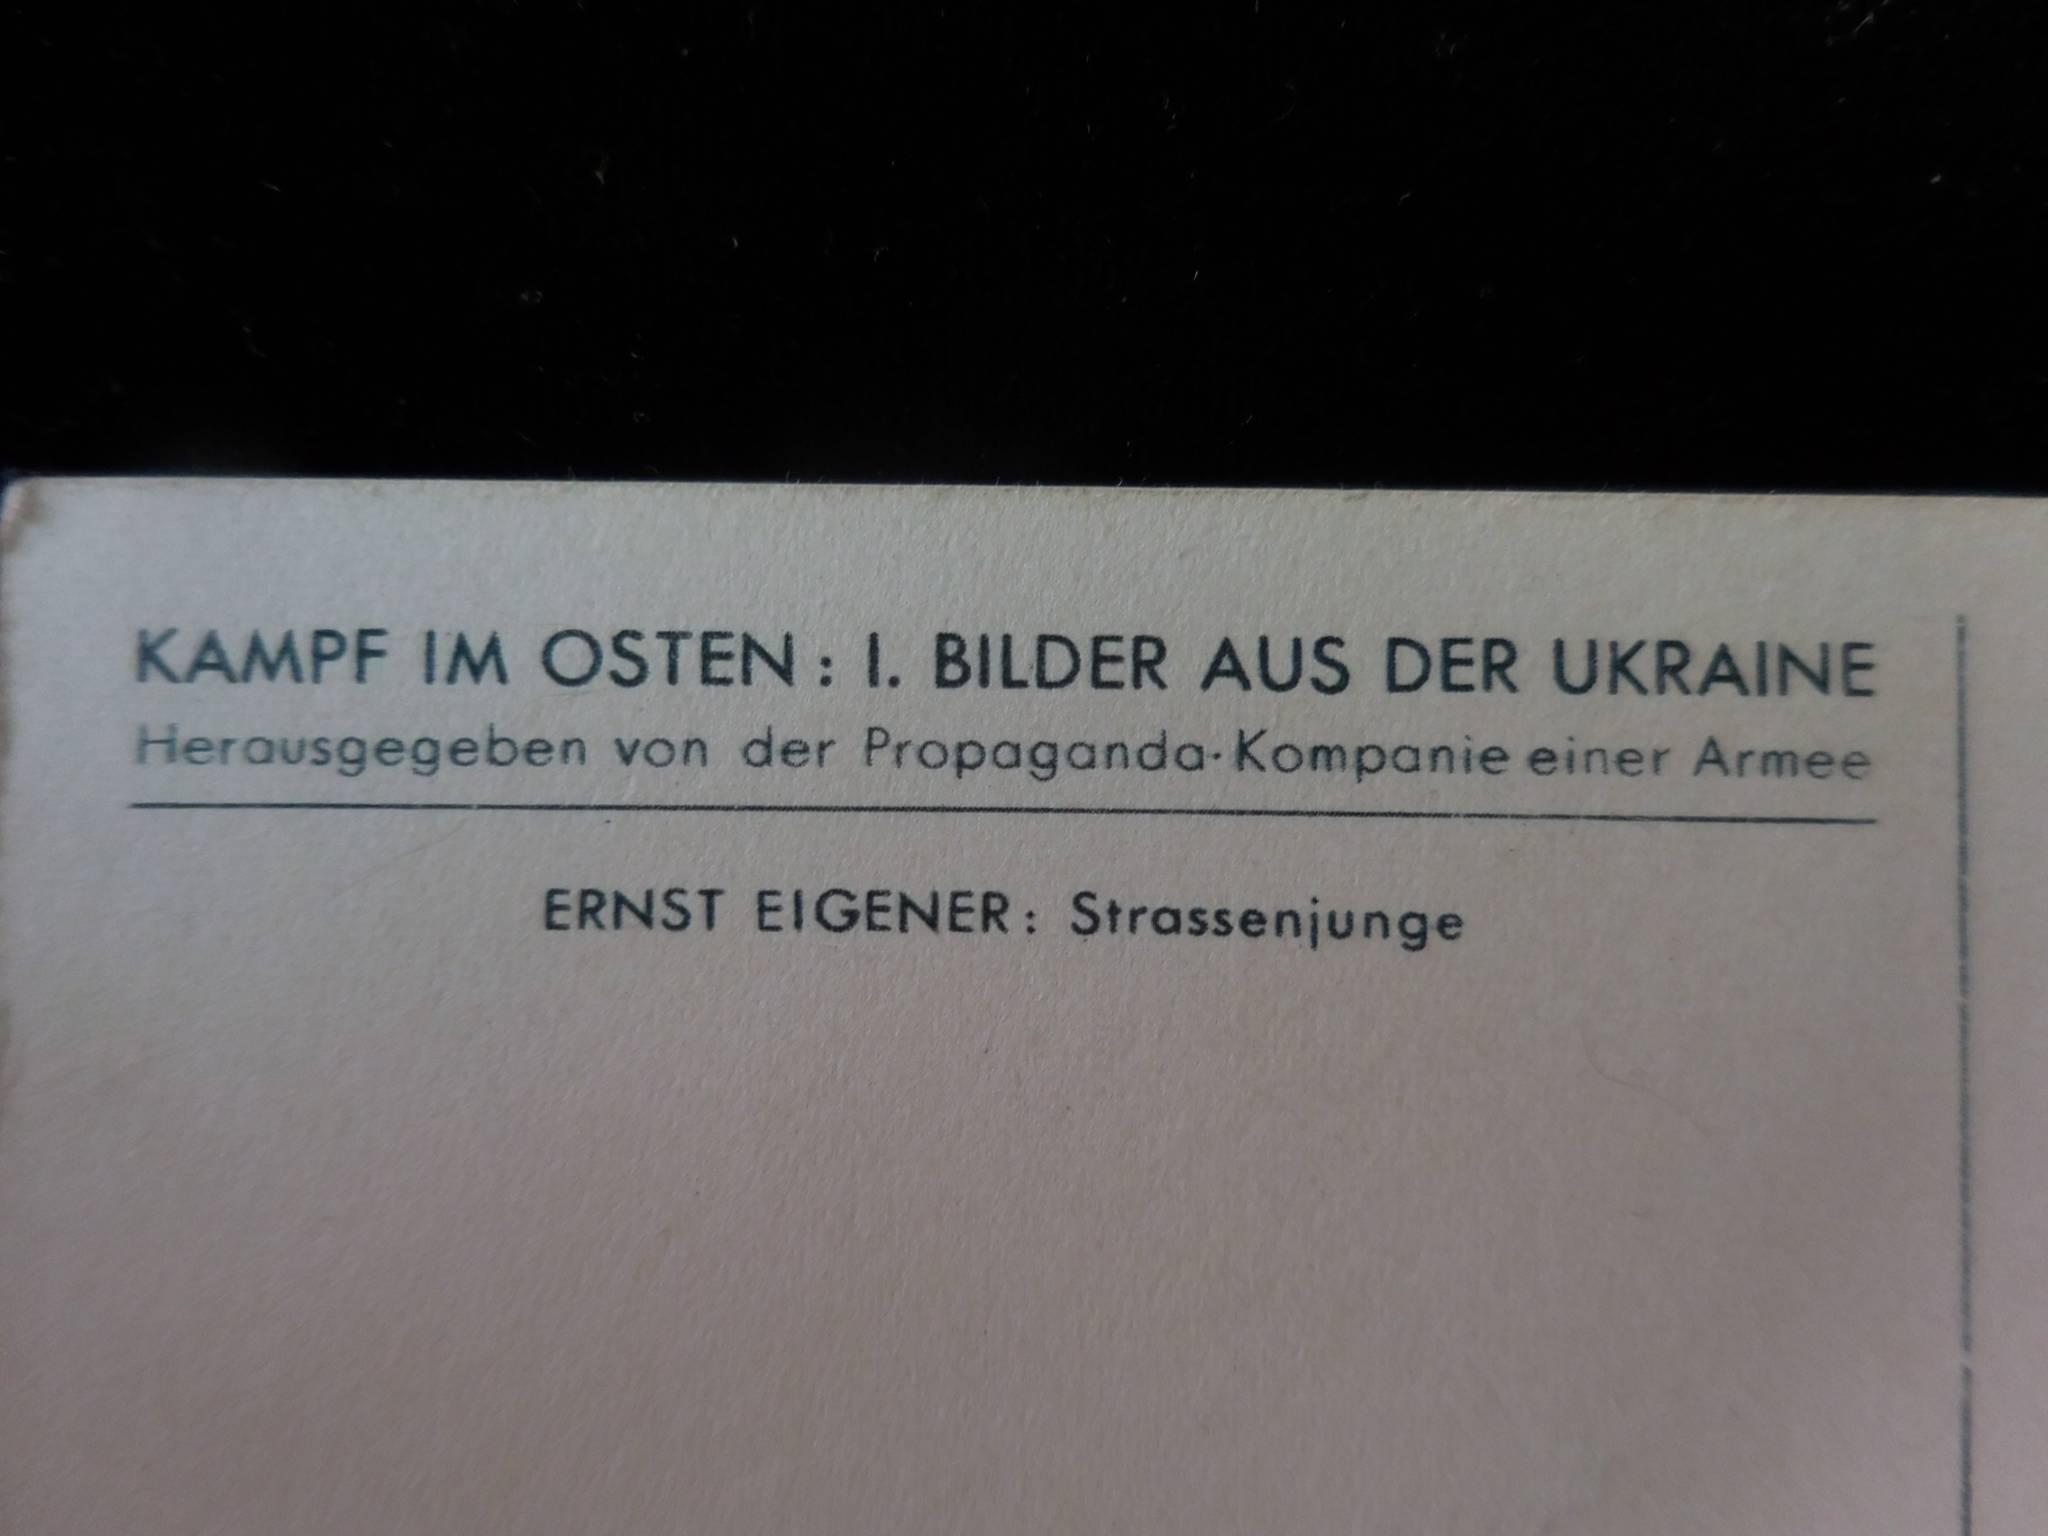 KAMPF IM OSTEN : I. BILDER AUS DER UKRAINE
Herausgegeben von der Propaganda-Kompanie einer Armee
ERNST EIGENER: Strassenjunge